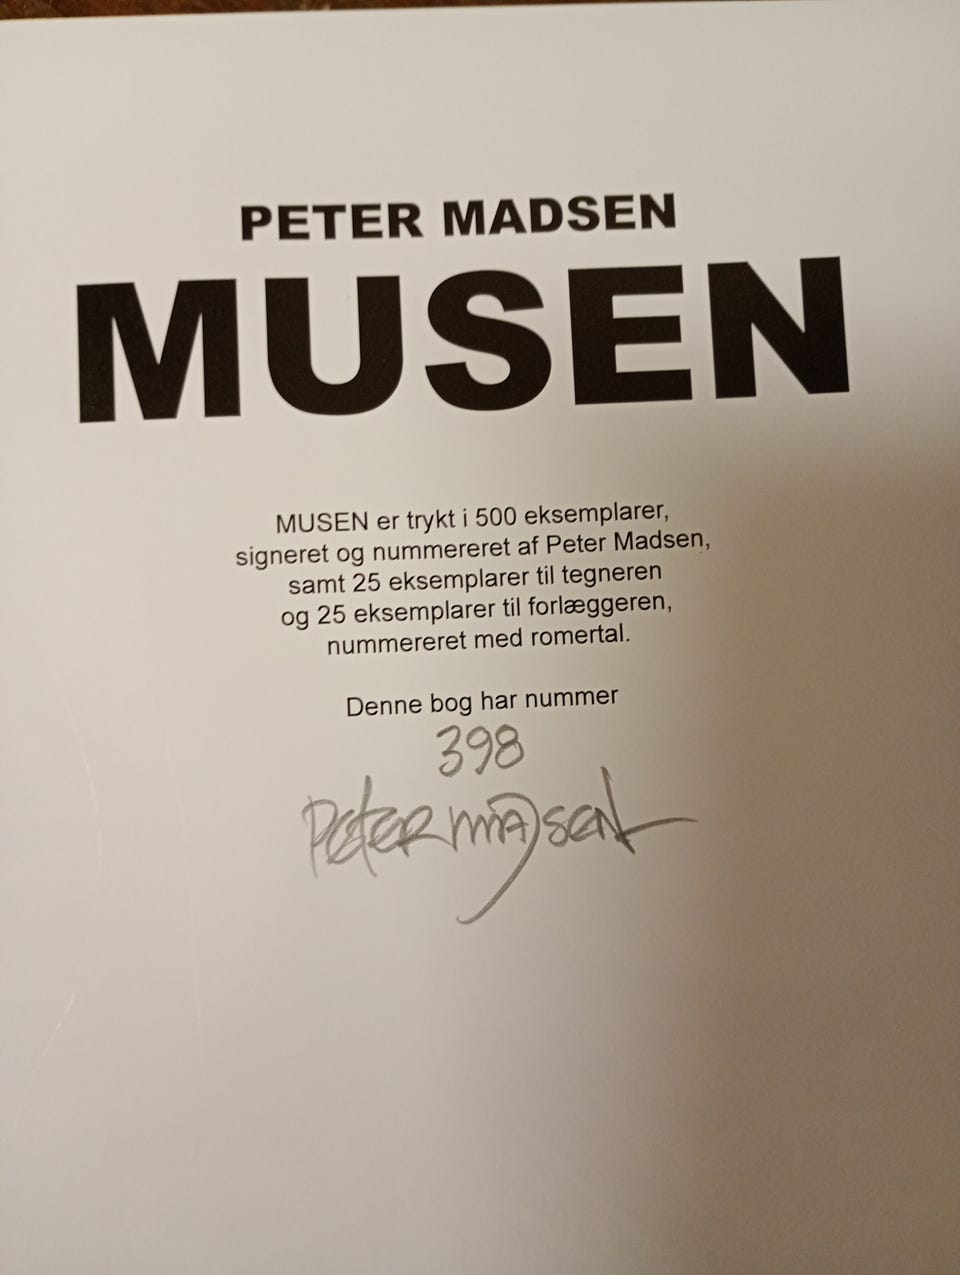 PETER MADSEN
MUSEN
MUSEN er trykt i 500 eksemplarer,
signeret og nummereret af Peter Madsen,
samt 25 eksemplarer til tegneren
og 25 eksemplarer til forlæggeren,
nummereret med romertal.
Denne bog har nummer
398
Peter Madsen